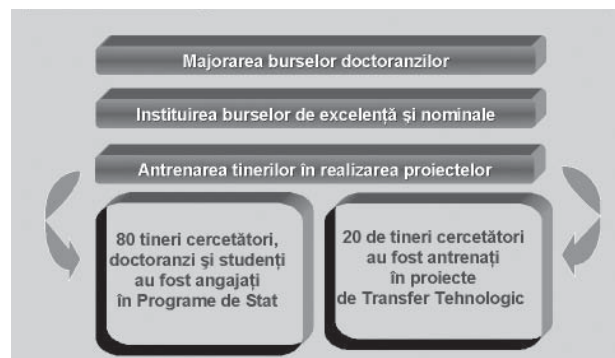 Majorarea burselor doctoranzilor
Instituirea burselor de excelență și nominale
Antrenarea tinerilor în realizarea proiectelor
80 tineri cercetători,
doctoranzi și studenți
au fost angajați
în Programe de Stat
20 de tineri cercetători
au fost antrenați
în proiecte
de Transfer Tehnologic